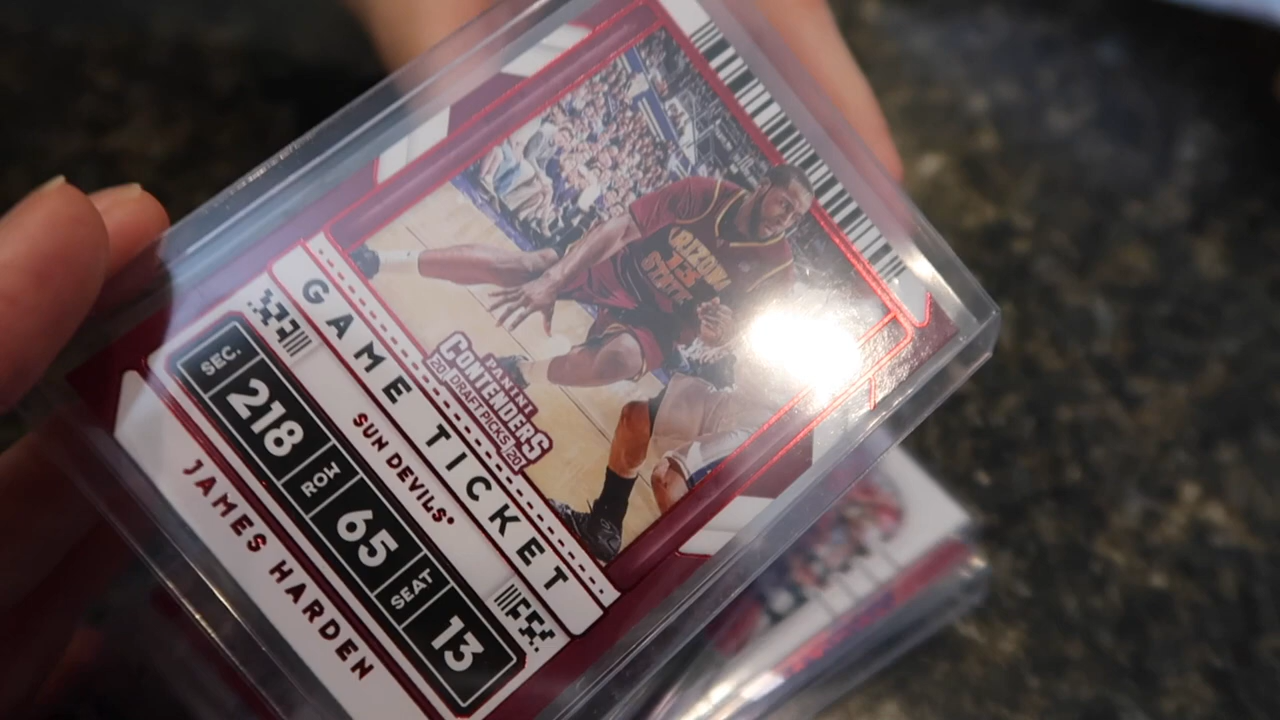 ARIZONA
13
STATE
PANINI
CONTENDERS
20 DRAFT PICKS 20
GAME TICKET
SUN DEVILS
SEC. 218 ROW 65 SEAT 13
JAMES HARDEN